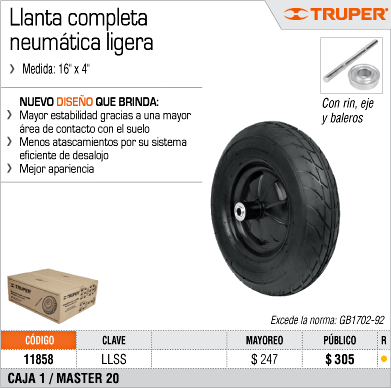 Llanta completa
neumática ligera
TRUPER
Medida: 16" x 4"
Con rin, eje
y baleros
NUEVO DISEÑO QUE BRINDA:
Mayor estabilidad gracias a una mayor
área de contacto con el suelo
Menos atascamientos por su sistema
eficiente de desalojo
Mejor apariencia
TRUPER
Excede la norma: GB1702-92
CÓDIGO CLAVE MAYOREO PÚBLICO R
11858 LLSS $ 247 $ 305
CAJA 1 / MASTER 20